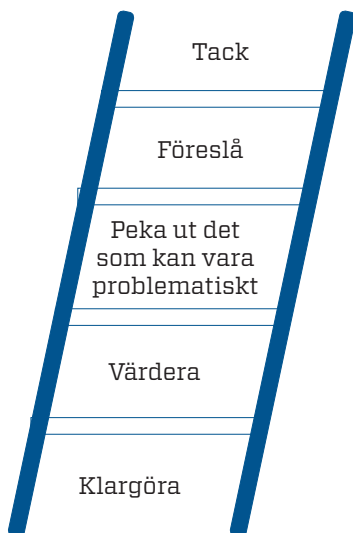 Tack
Föreslå
Peka ut det
som kan vara
problematiskt
Värdera
Klargöra